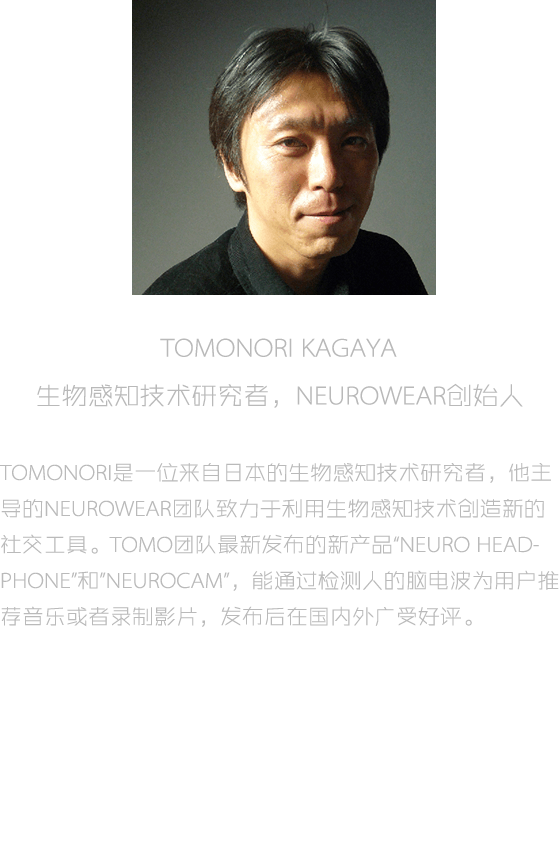 TOMONORI KAGAYA
生物感知技术研究者，NEUROWEAR创始人
TOMONORI是一位来自日本的生物感知技术研究者，他主
导的NEUROWEAR团队致力于利用生物感知技术创造新的
社交工具。TOMO团队最新发布的新产品“NEURO HEAD-
PHONE”和”NEUROCAM”，能通过检测人的脑电波为用户推
荐音乐或者录制影片，发布后在国内外广受好评。